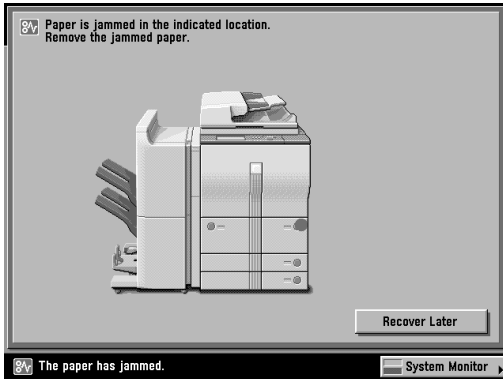 Paper is jammed in the indicated location.
Remove the jammed paper.
Recover Later
The paper has jammed.
System Monitor